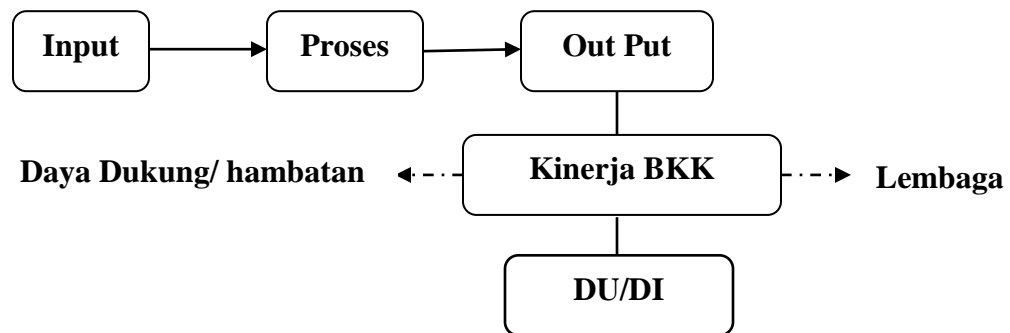 Input
Proses
Out Put
Daya Dukung/ hambatan
Kinerja BKK
Lembaga
DU/DI